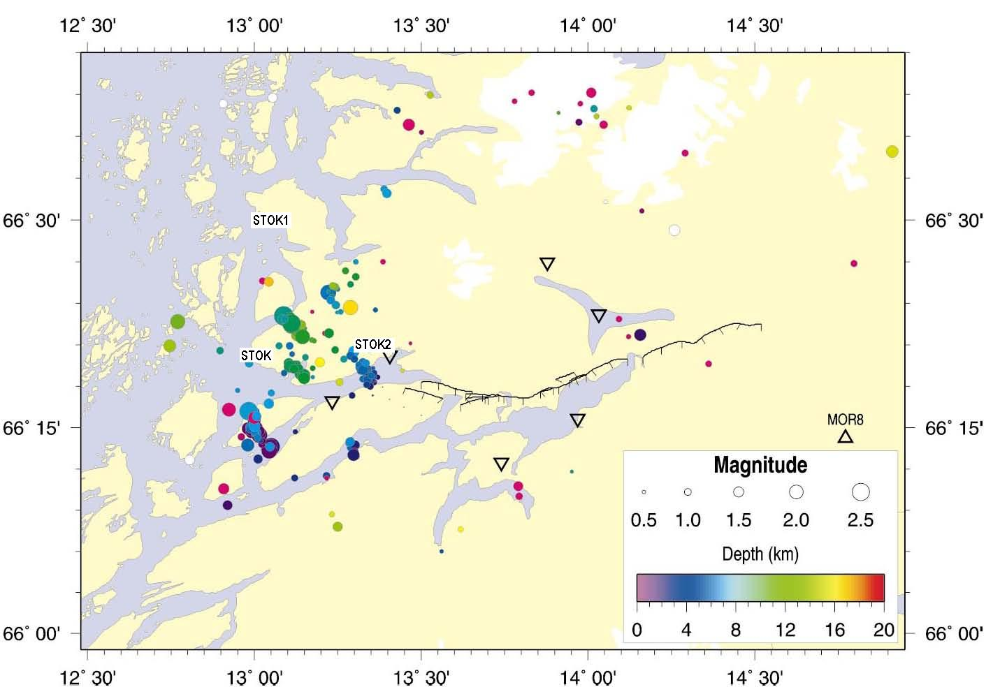 12° 30' 13° 00' 13° 30' 14° 00' 14° 30'
66° 30' 66° 30'
STOK1
STOK2
STOK
66° 15' 66° 15'
MOR8
Magnitude
0.5 1.0 1.5 2.0 2.5
Depth (km)
0 4 8 12 16 20
66° 00' 66° 00'
12° 30' 13° 00' 13° 30' 14° 00' 14° 30'